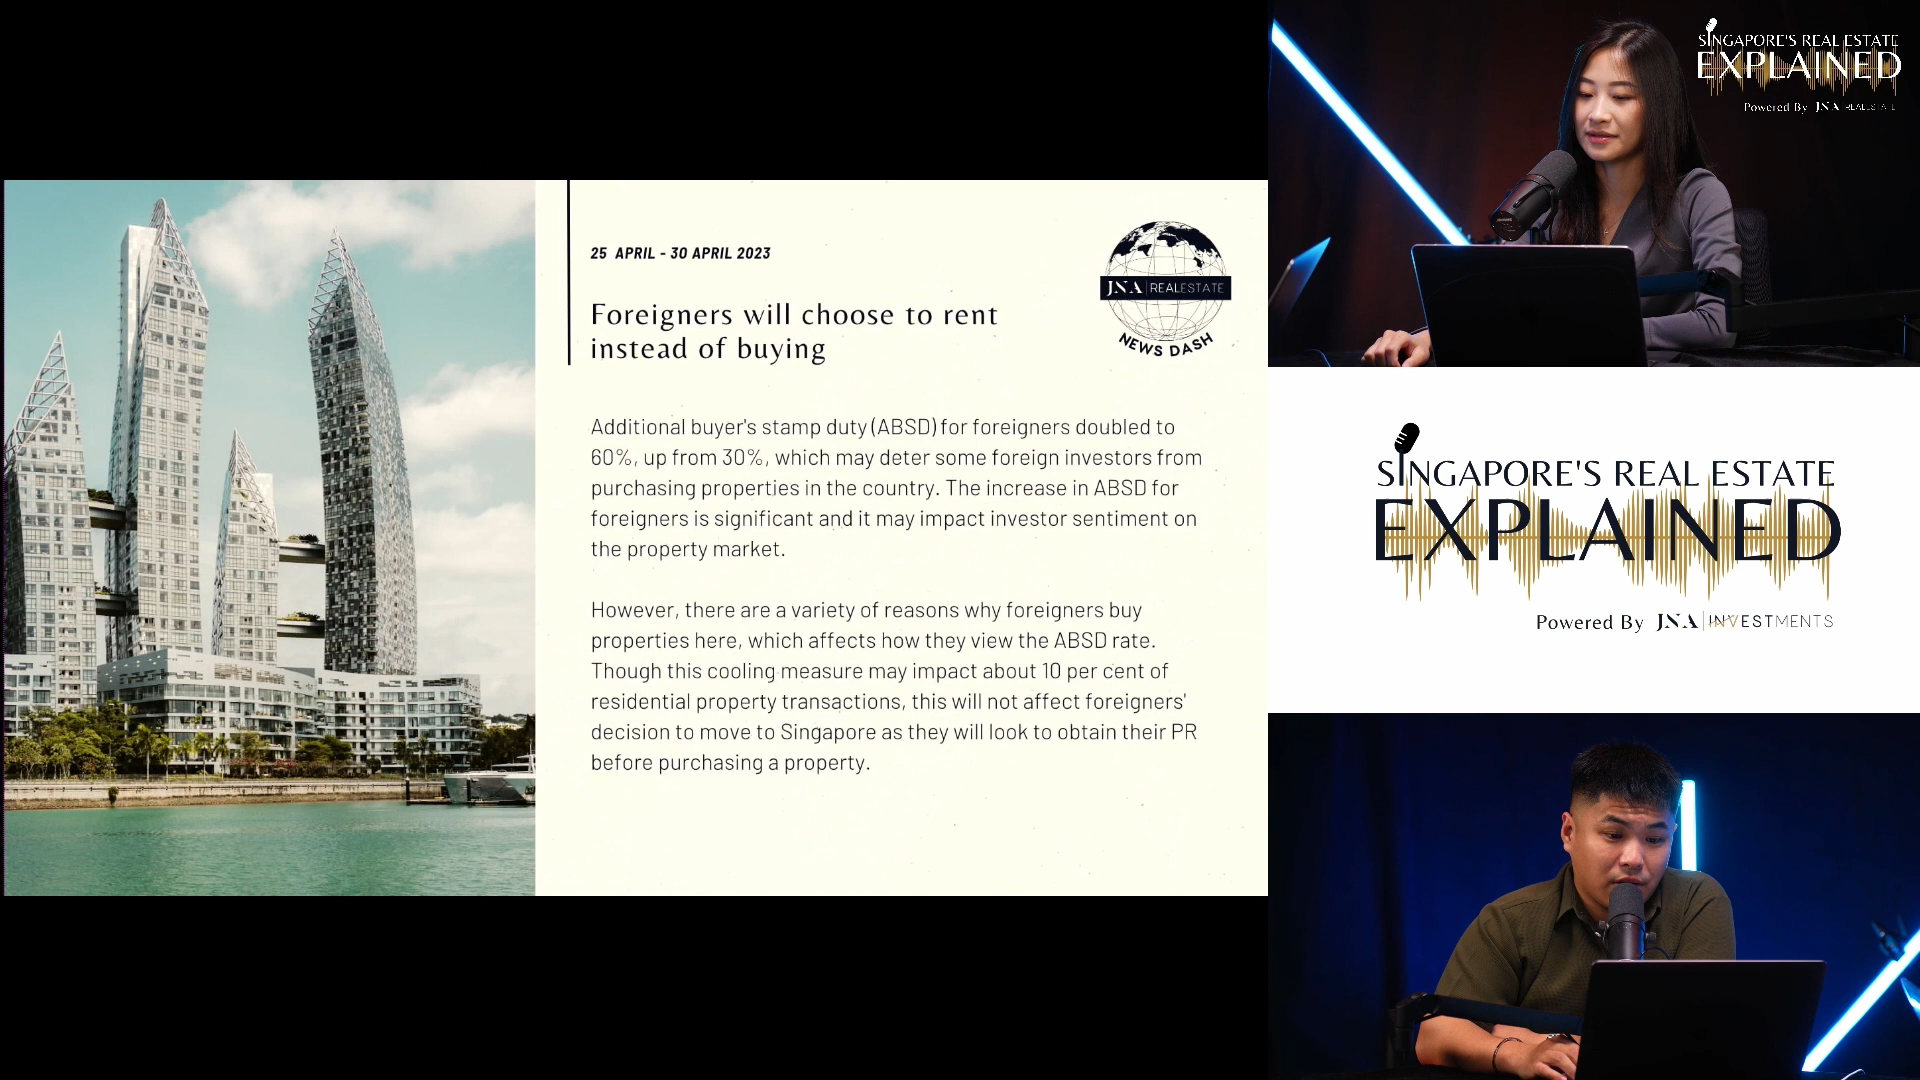 25 APRIL - 30 APRIL 2023
Foreigners will choose to rent
instead of buying
JNA | REALESTATE
NEWS DASH
Additional buyer's stamp duty (ABSD) for foreigners doubled to
60%, up from 30%, which may deter some foreign investors from
purchasing properties in the country. The increase in ABSD for
foreigners is significant and it may impact investor sentiment on
the property market.
However, there are a variety of reasons why foreigners buy
properties here, which affects how they view the ABSD rate.
Though this cooling measure may impact about 10 per cent of
residential property transactions, this will not affect foreigners'
decision to move to Singapore as they will look to obtain their PR
before purchasing a property.
SINGAPORE'S REAL ESTATE
EXPLAINED
Powered By JNA REALESTATE
SINGAPORE'S REAL ESTATE
EXPLAINED
Powered By JNA | INVESTMENTS